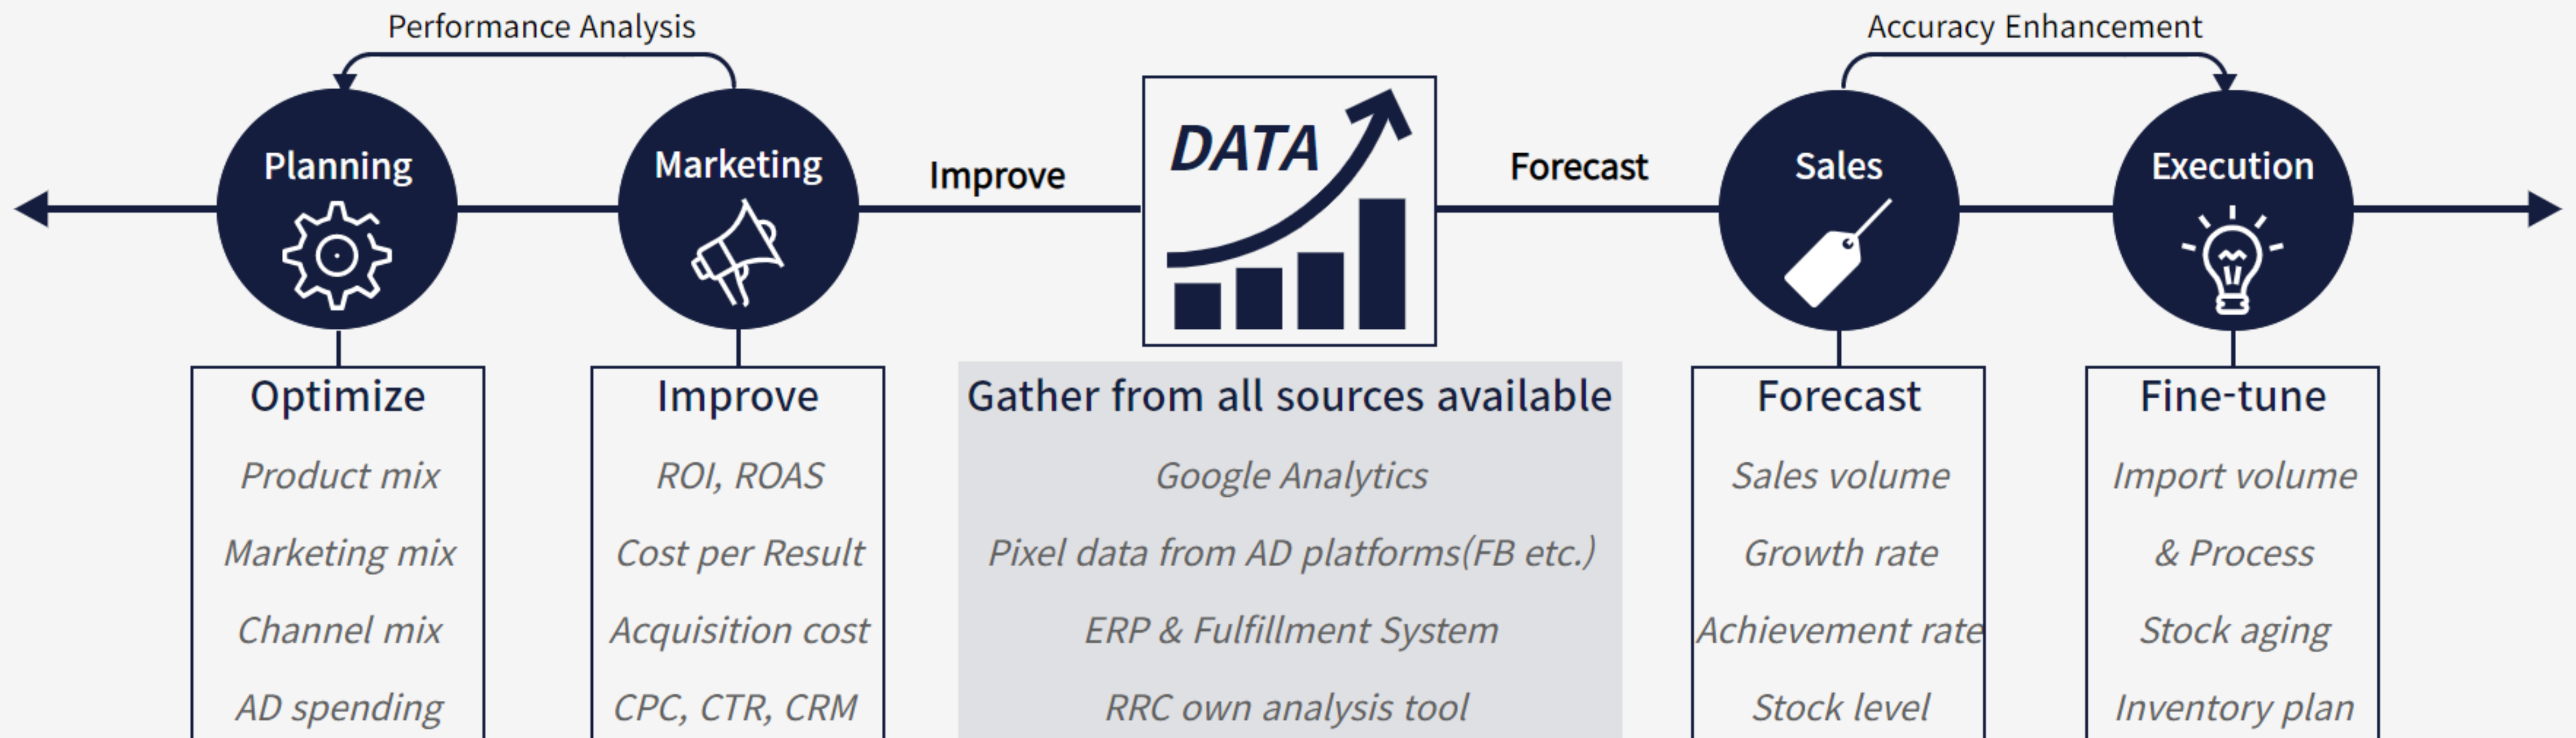 Performance Analysis
Accuracy Enhancement
Planning
Marketing
Improve
DATA
Forecast
Sales
Execution
Optimize
Product mix
Marketing mix
Channel mix
AD spending
Improve
ROI, ROAS
Cost per Result
Acquisition cost
CPC, CTR, CRM
Gather from all sources available
Google Analytics
Pixel data from AD platforms(FB etc.)
ERP & Fulfillment System
RRC own analysis tool
Forecast
Sales volume
Growth rate
Achievement rate
Stock level
Fine-tune
Import volume
& Process
Stock aging
Inventory plan